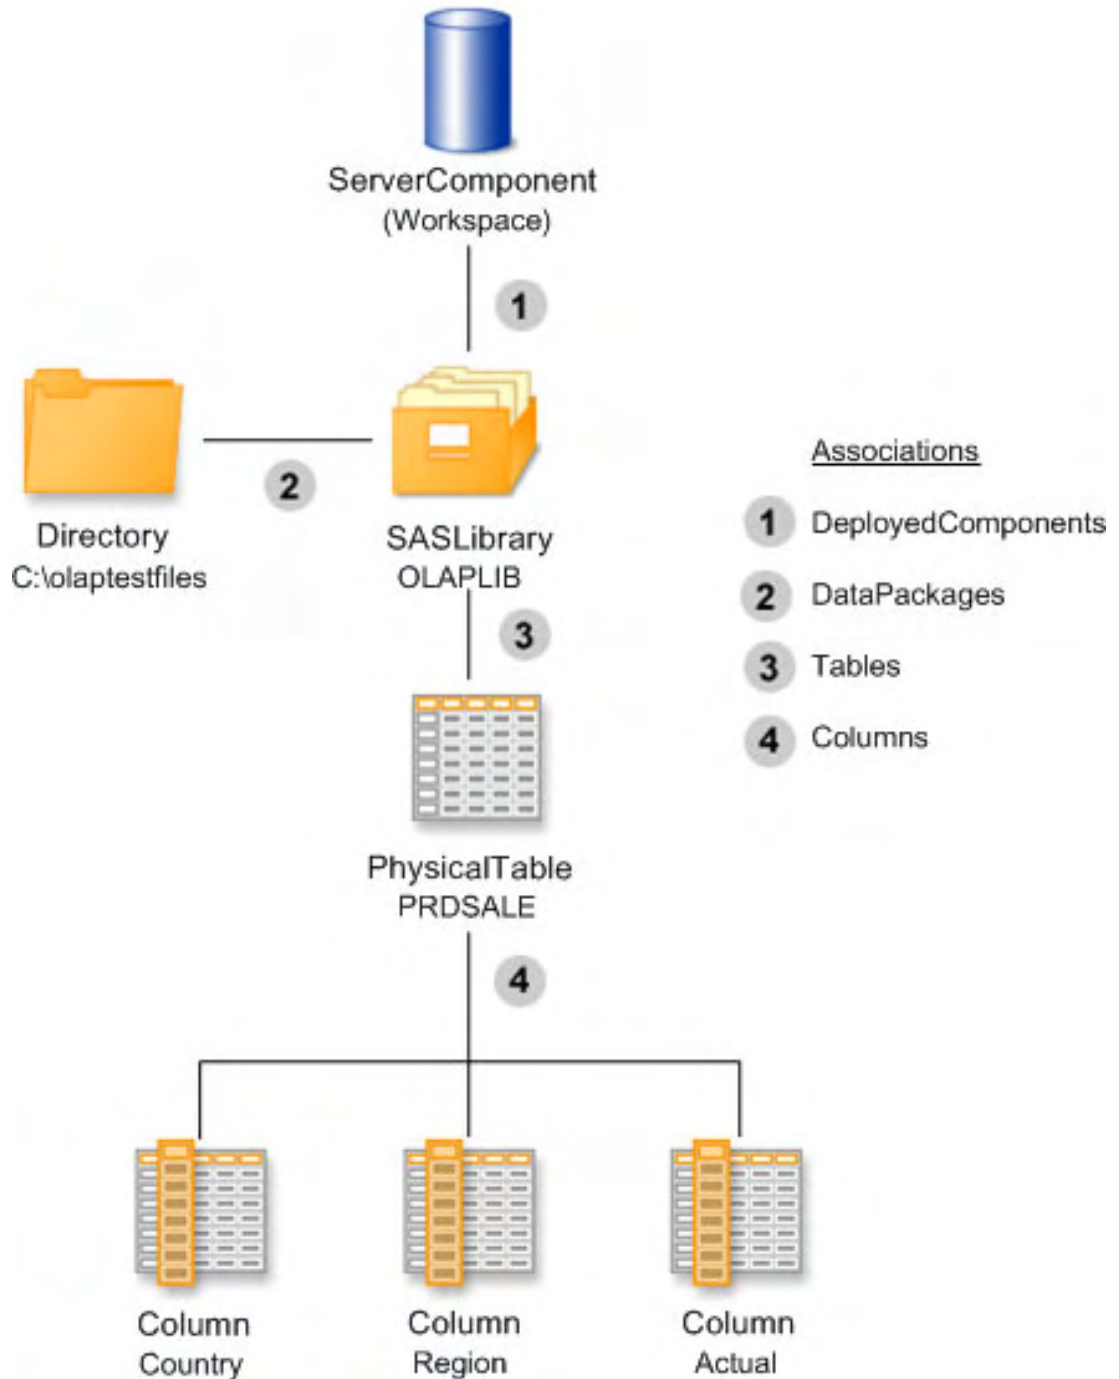 ServerComponent
(Workspace)
1
2
Directory
C:\olaptestfiles
SASLibrary
OLAPLIB
3
PhysicalTable
PRDSALE
4
Column
Country
Column
Region
Column
Actual
Associations
1 DeployedComponents
2 DataPackages
3 Tables
4 Columns